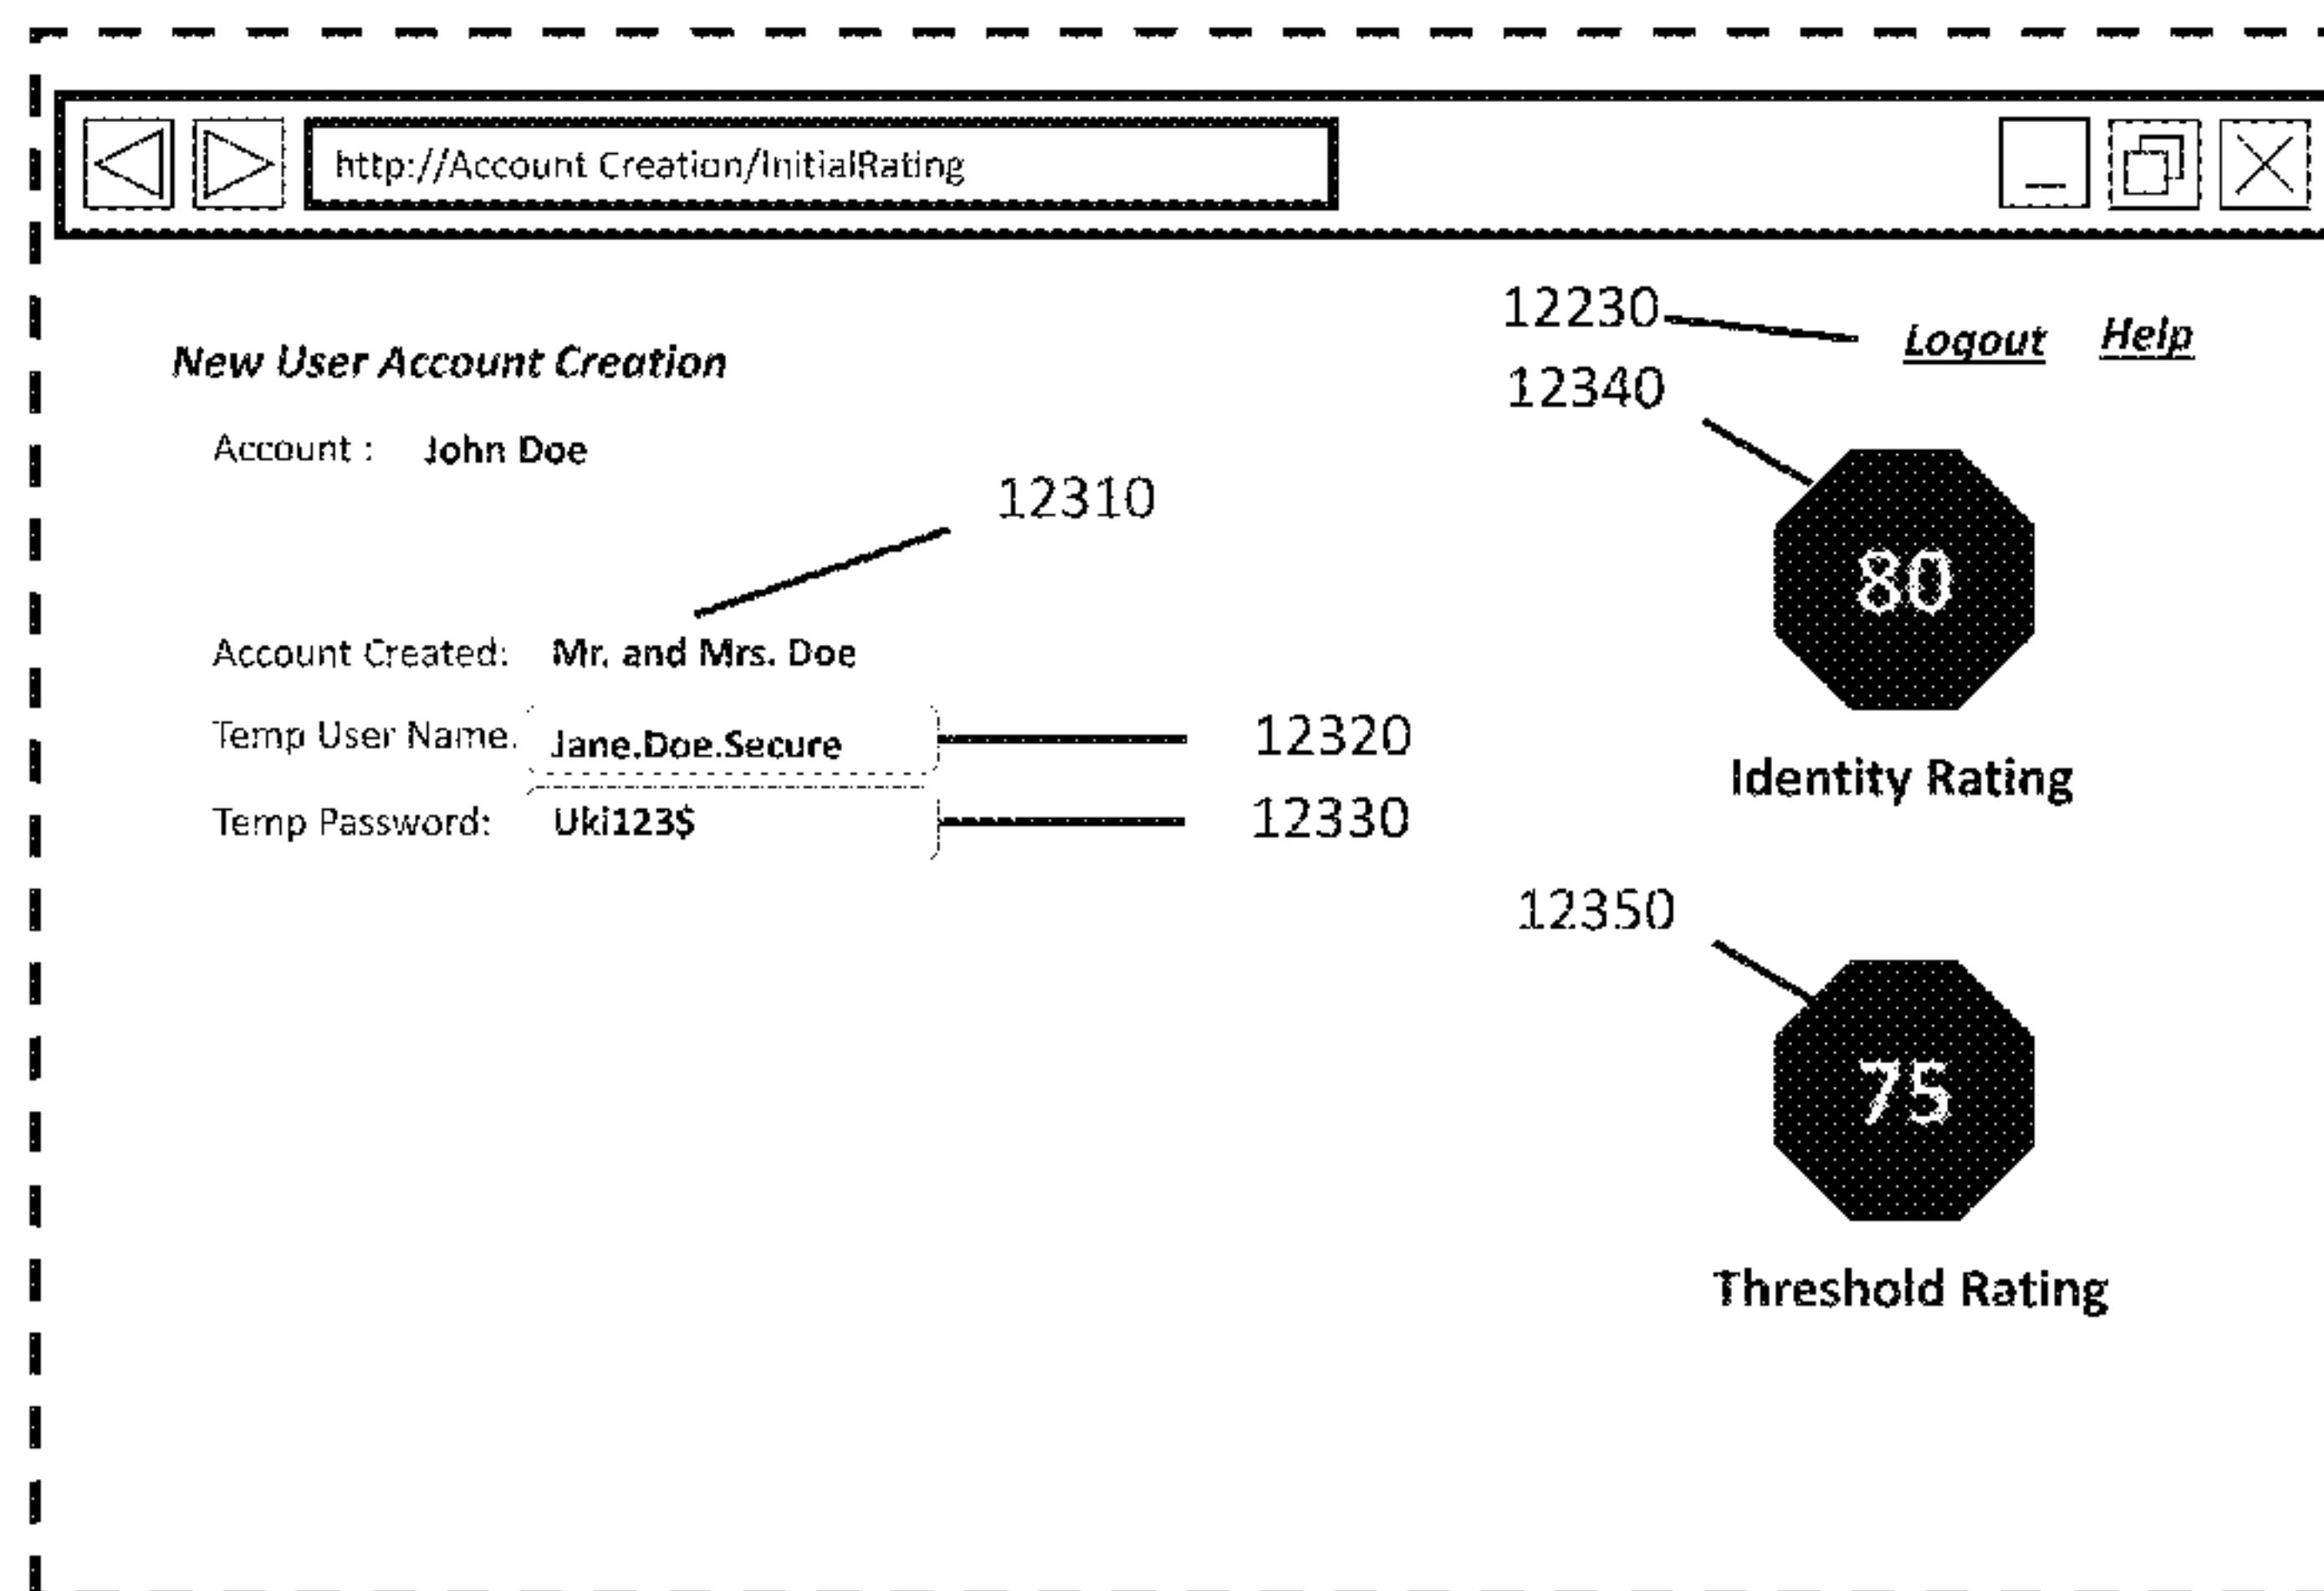 http://Account Creation/InitialRating
12230
Logout Help
New User Account Creation
12340
Account : John Doe
12310
80
Account Created: Mr. and Mrs. Doe
Temp User Name. Jane.Doe.Secure 12320
Identity Rating
Temp Password: Uki123$ 12330
12350
75
Threshold Rating